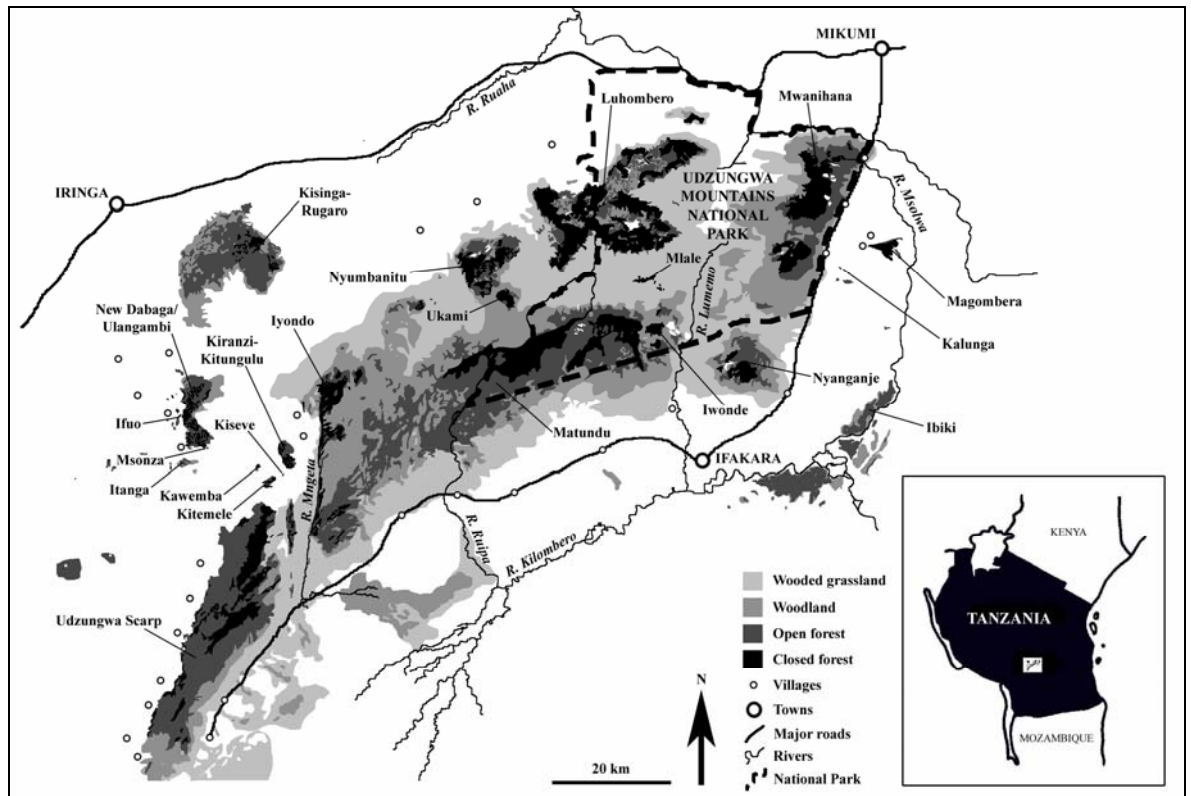 MIKUMI
R. Ruaha
Luhombero
Mwanihana
IRINGA
Kisinga-
Rugaro
UDZUNGWA
MOUNTAINS
NATIONAL
PARK
R. Msolwa
Nyumbanitu
Mlale
R. Lumemo
Magombera
New Dabaga/
Ulangambi
Ukami
Iyondo
Kiranzi-
Kitungulu
Kalunga
Nyanganje
Ifuo
Kiseve
Iwonde
Matundu
Ibiki
Msonza
IFAKARA
Itanga
Kawemba
Kitemele
R. Mngeta
R. Ruipa
R. Kilombero
Udzungwa Scarp
Wooded grassland
Woodland
Open forest
Closed forest
Villages
Towns
Major roads
Rivers
National Park
N
20 km
KENYA
TANZANIA
MOZAMBIQUE